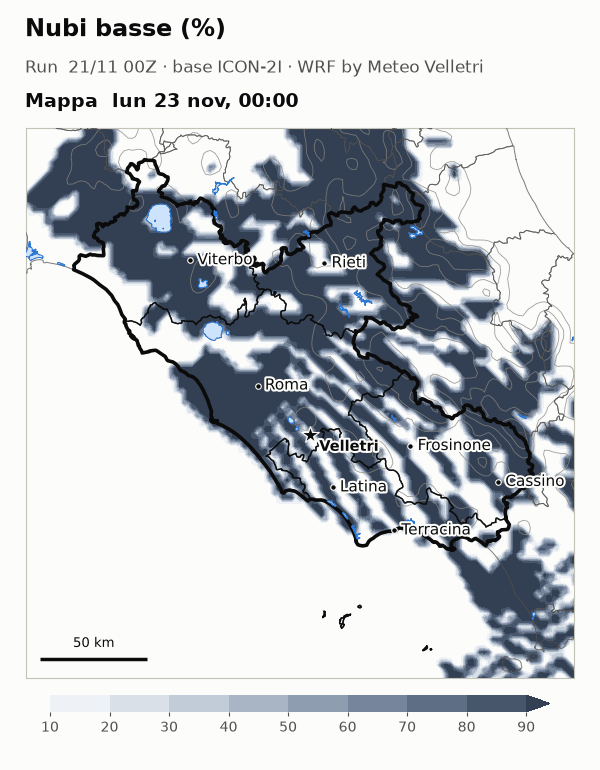 Nubi basse (%)
Run 21/11 00Z · base ICON-2I · WRF by Meteo Velletri
Mappa lun 23 nov, 00:00
Viterbo
Rieti
Roma
Velletri
Frosinone
Latina
Cassino
Terracina
50 km
10 20 30 40 50 60 70 80 90